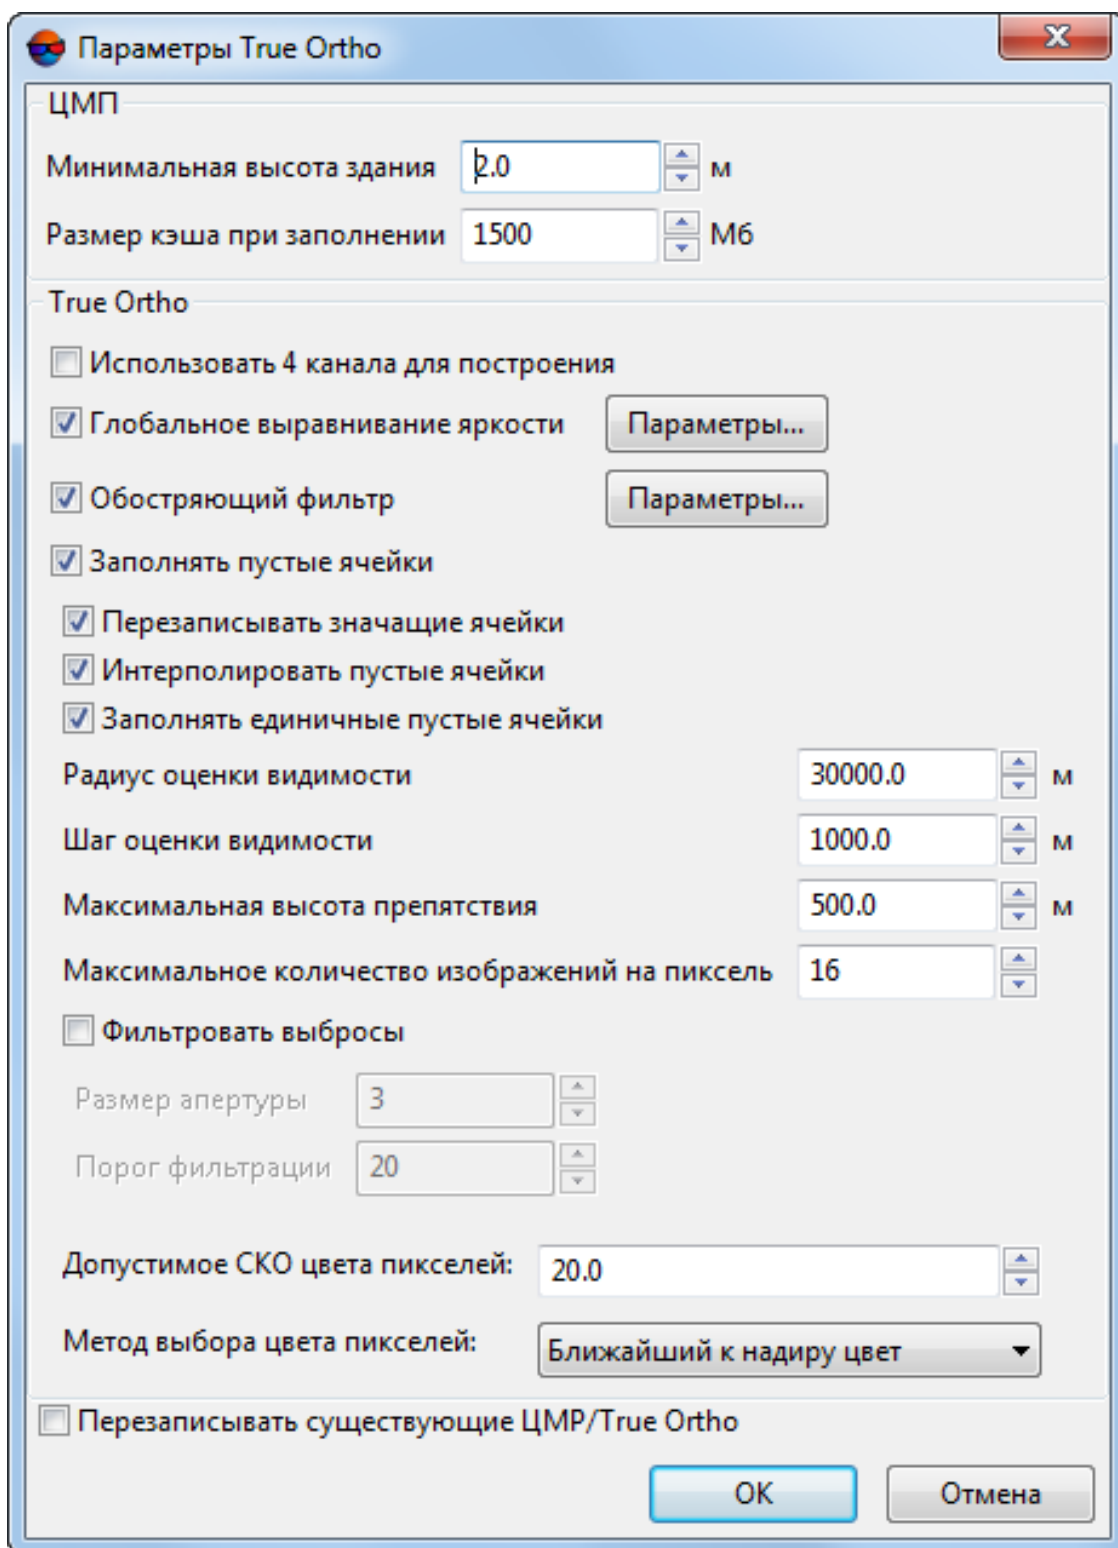 Параметры True Ortho
ЦМП
Минимальная высота здания 2.0 м
Размер кэша при заполнении 1500 Мб
True Ortho
Использовать 4 канала для построения
Глобальное выравнивание яркости Параметры...
Обостряющий фильтр Параметры...
Заполнять пустые ячейки
Перезаписывать значащие ячейки
Интерполировать пустые ячейки
Заполнять единичные пустые ячейки
Радиус оценки видимости 30000.0 м
Шаг оценки видимости 1000.0 м
Максимальная высота препятствия 500.0 м
Максимальное количество изображений на пиксель 16
Фильтровать выбросы
Размер апертуры 3
Порог фильтрации 20
Допустимое СКО цвета пикселей: 20.0
Метод выбора цвета пикселей: Ближайший к надиру цвет
Перезаписывать существующие ЦМР/True Ortho
OK Отмена